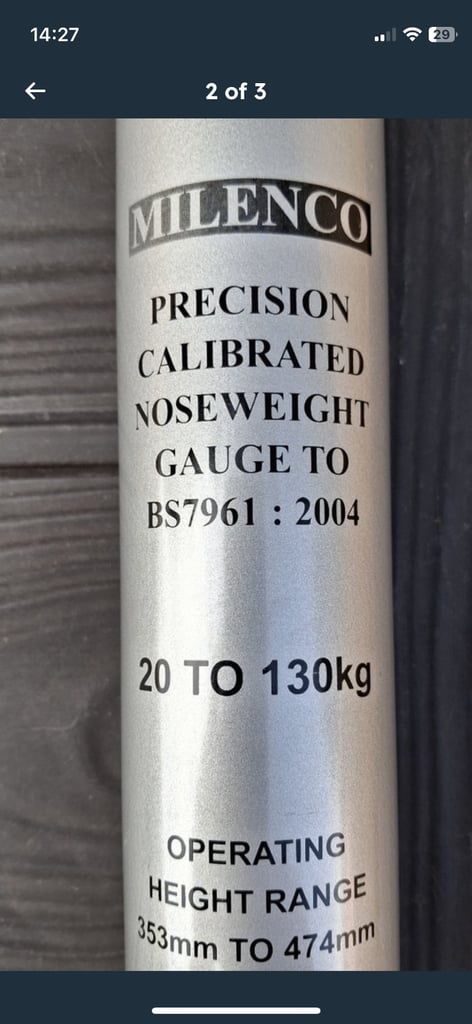 14:27
29
2 of 3
MILENCO
PRECISION
CALIBRATED
NOSEWEIGHT
GAUGE TO
BS7961 : 2004
20 TO 130kg
OPERATING
HEIGHT RANGE
353mm TO 474mm